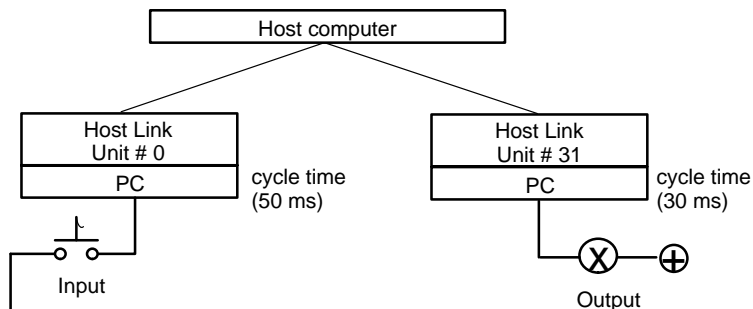 Host computer
Host Link
Unit # 0
PC
cycle time
(50 ms)
Input
Host Link
Unit # 31
PC
cycle time
(30 ms)
X
Output